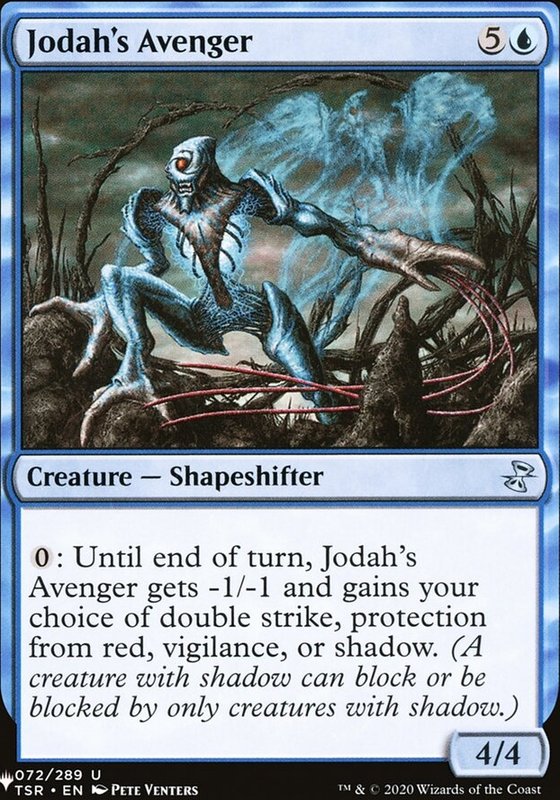 Jodah's Avenger 5
Creature — Shapeshifter
0: Until end of turn, Jodah's
Avenger gets -1/-1 and gains your
choice of double strike, protection
from red, vigilance, or shadow. (A
creature with shadow can block or be
blocked by only creatures with shadow.)
4/4
072/289 U
TSR • EN Pete Venters
™ & © 2020 Wizards of the Coast